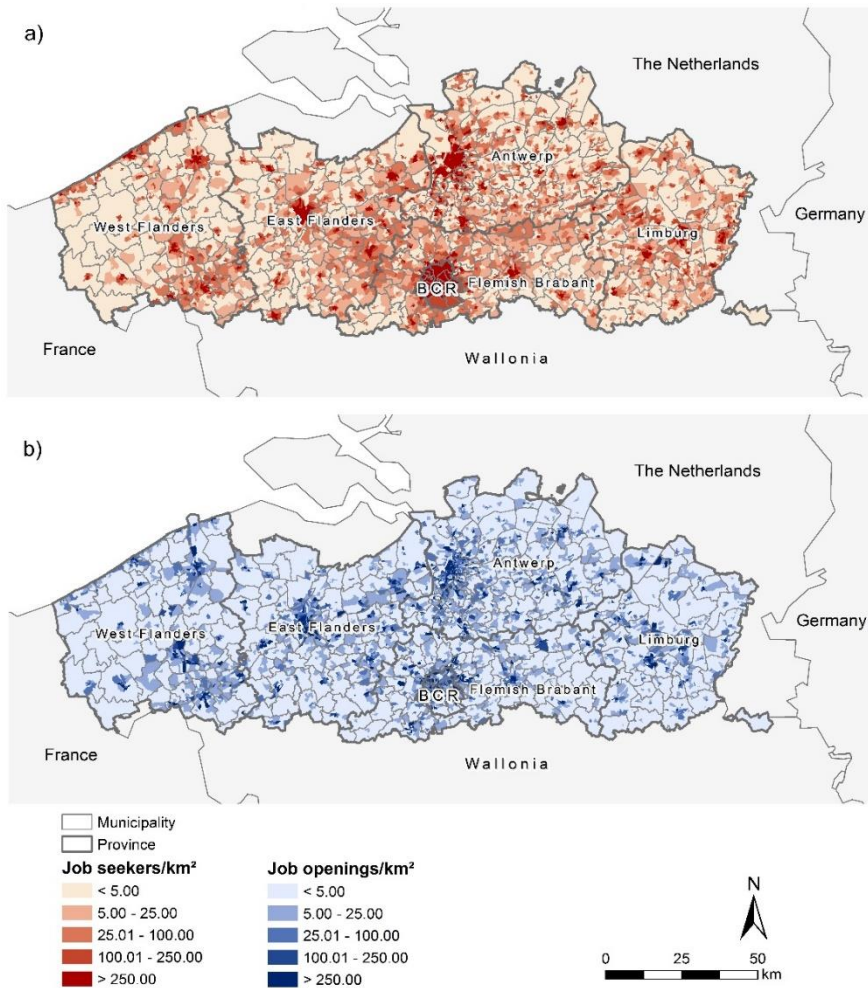 a)
The Netherlands
Antwerp
Germany
East Flanders
West Flanders
Limburg
BCR
Flemish Brabant
France
Wallonia
b)
The Netherlands
Antwerp
Germany
East Flanders
West Flanders
Limburg
BCR
Flemish Brabant
France
Wallonia
Municipality
Province
Job seekers/km²
< 5.00
5.00 - 25.00
25.01 - 100.00
100.01 - 250.00
> 250.00
Job openings/km²
< 5.00
5.00 - 25.00
25.01 - 100.00
100.01 - 250.00
> 250.00
N
0 25 50
km